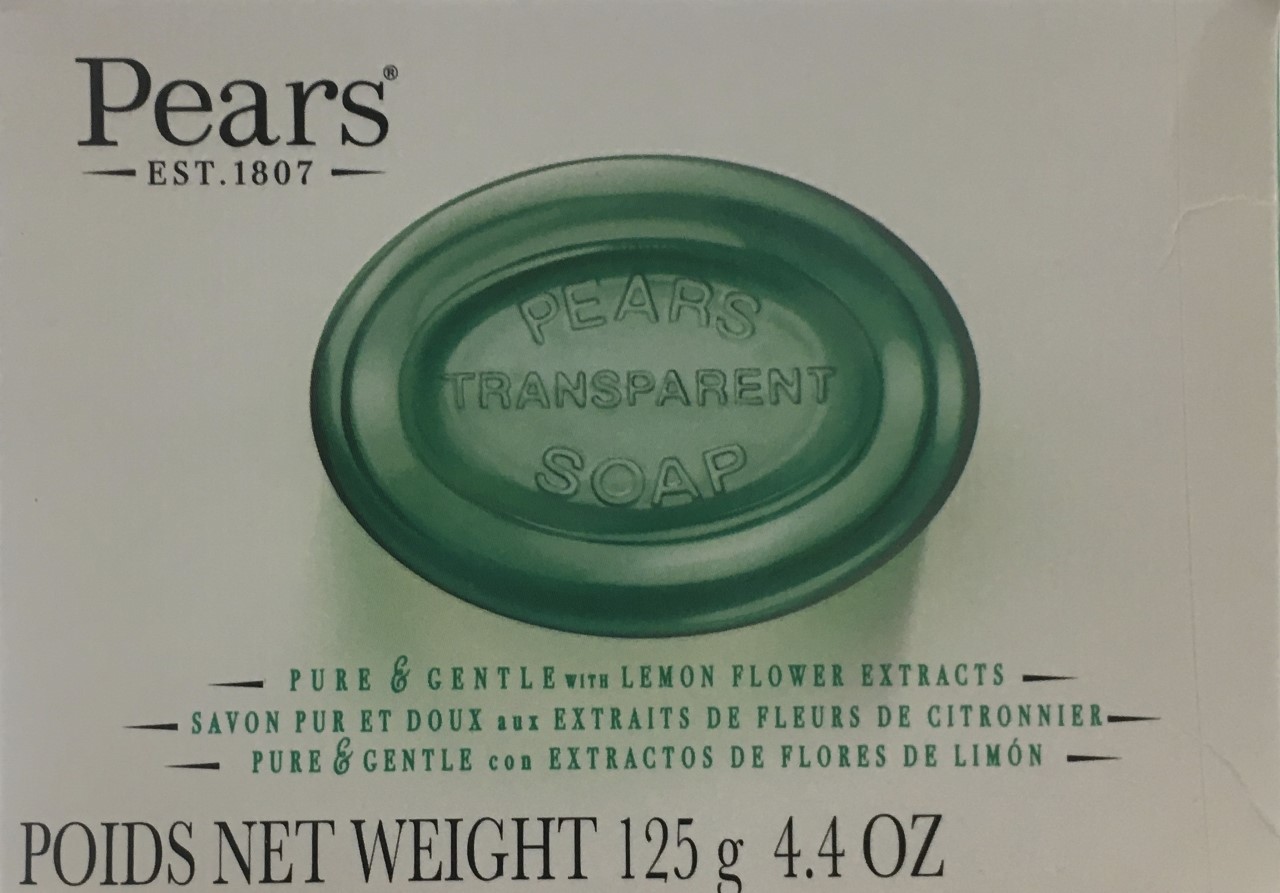 Pears®
EST.1807
PEARS
TRANSPARENT
SOAP
PURE & GENTLE WITH LEMON FLOWER EXTRACTS
SAVON PUR ET DOUX aux EXTRAITS DE FLEURS DE CITRONNIER
PURE & GENTLE con EXTRACTOS DE FLORES DE LIMÓN
POIDS NET WEIGHT 125 g 4.4 OZ